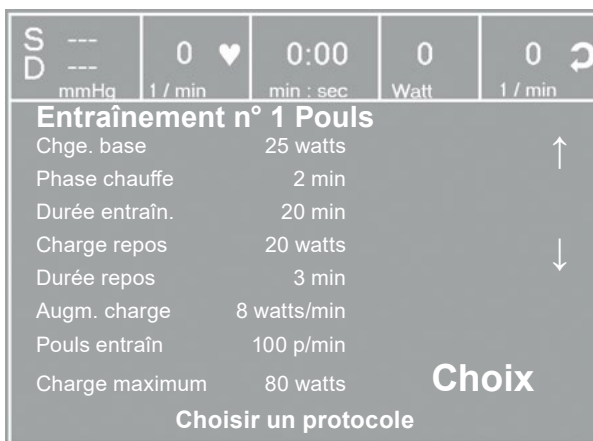 S --- 0 ♥ 0:00 0 0
D ---
mmHg 1 / min min : sec Watt 1 / min
Entraînement n° 1 Pouls
Chge. base 25 watts ↑
Phase chauffe 2 min
Durée entraîn. 20 min
Charge repos 20 watts ↓
Durée repos 3 min
Augm. charge 8 watts/min
Pouls entraîn 100 p/min
Charge maximum 80 watts Choix
Choisir un protocole